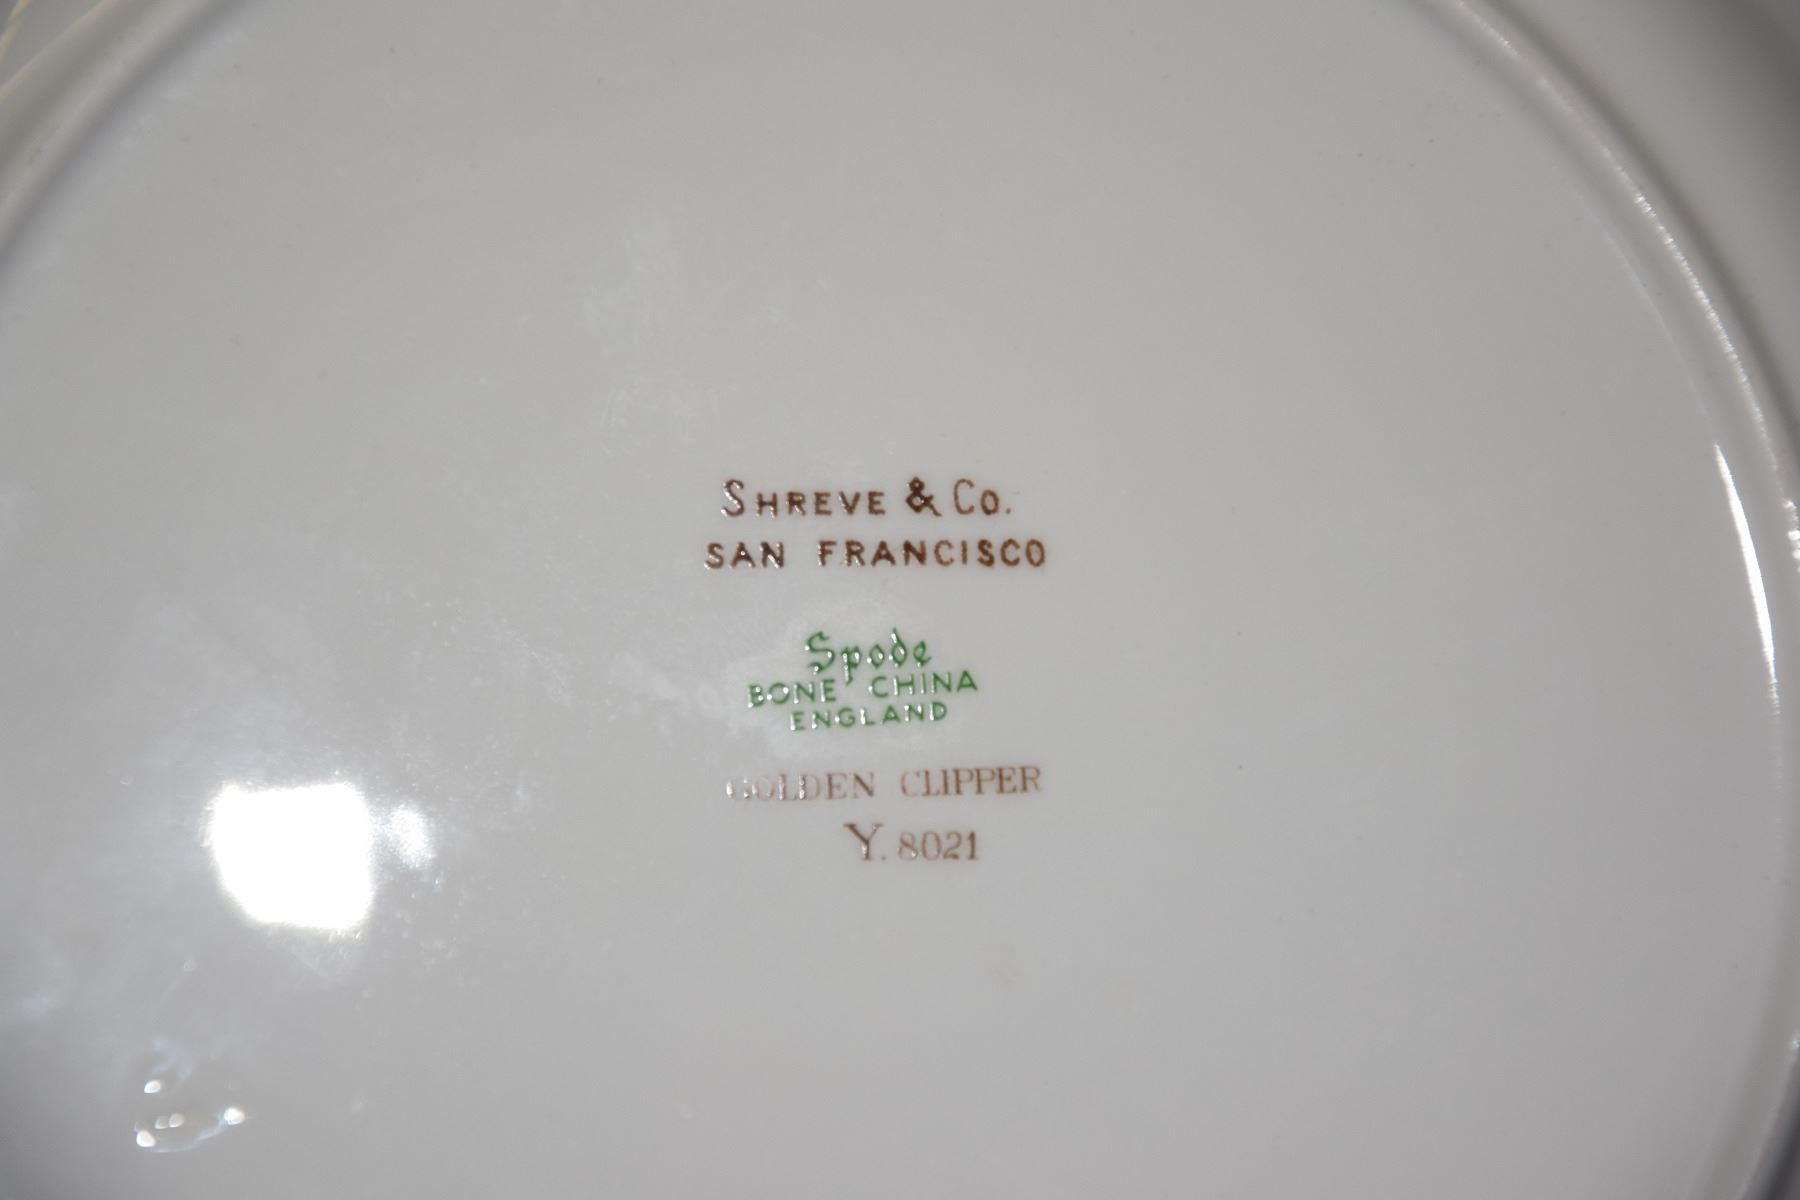 SHREVE & CO.
SAN FRANCISCO
Spode
BONE CHINA
ENGLAND
GOLDEN CLIPPER
Y. 8021